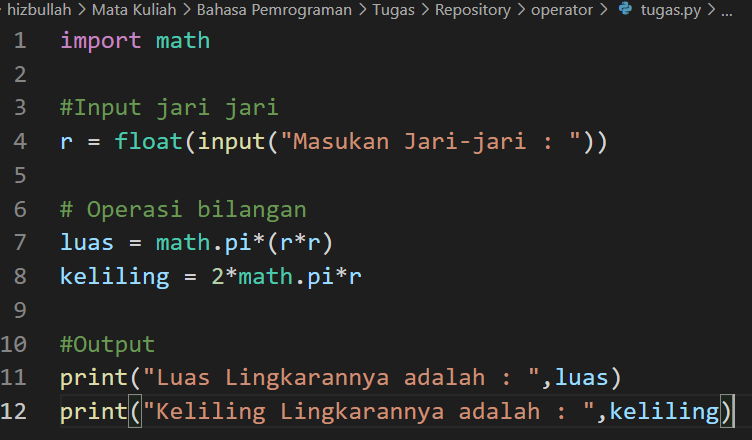 hizbullah > Mata Kuliah > Bahasa Pemrograman > Tugas > Repository > operator > tugas.py > ...
1 import math
2
3 #Input jari jari
4 r = float(input("Masukan Jari-jari : "))
5
6 # Operasi bilangan
7 luas = math.pi*(r*r)
8 keliling = 2*math.pi*r
9
10 #Output
11 print("Luas Lingkarannya adalah : ",luas)
12 print("Keliling Lingkarannya adalah : ",keliling)